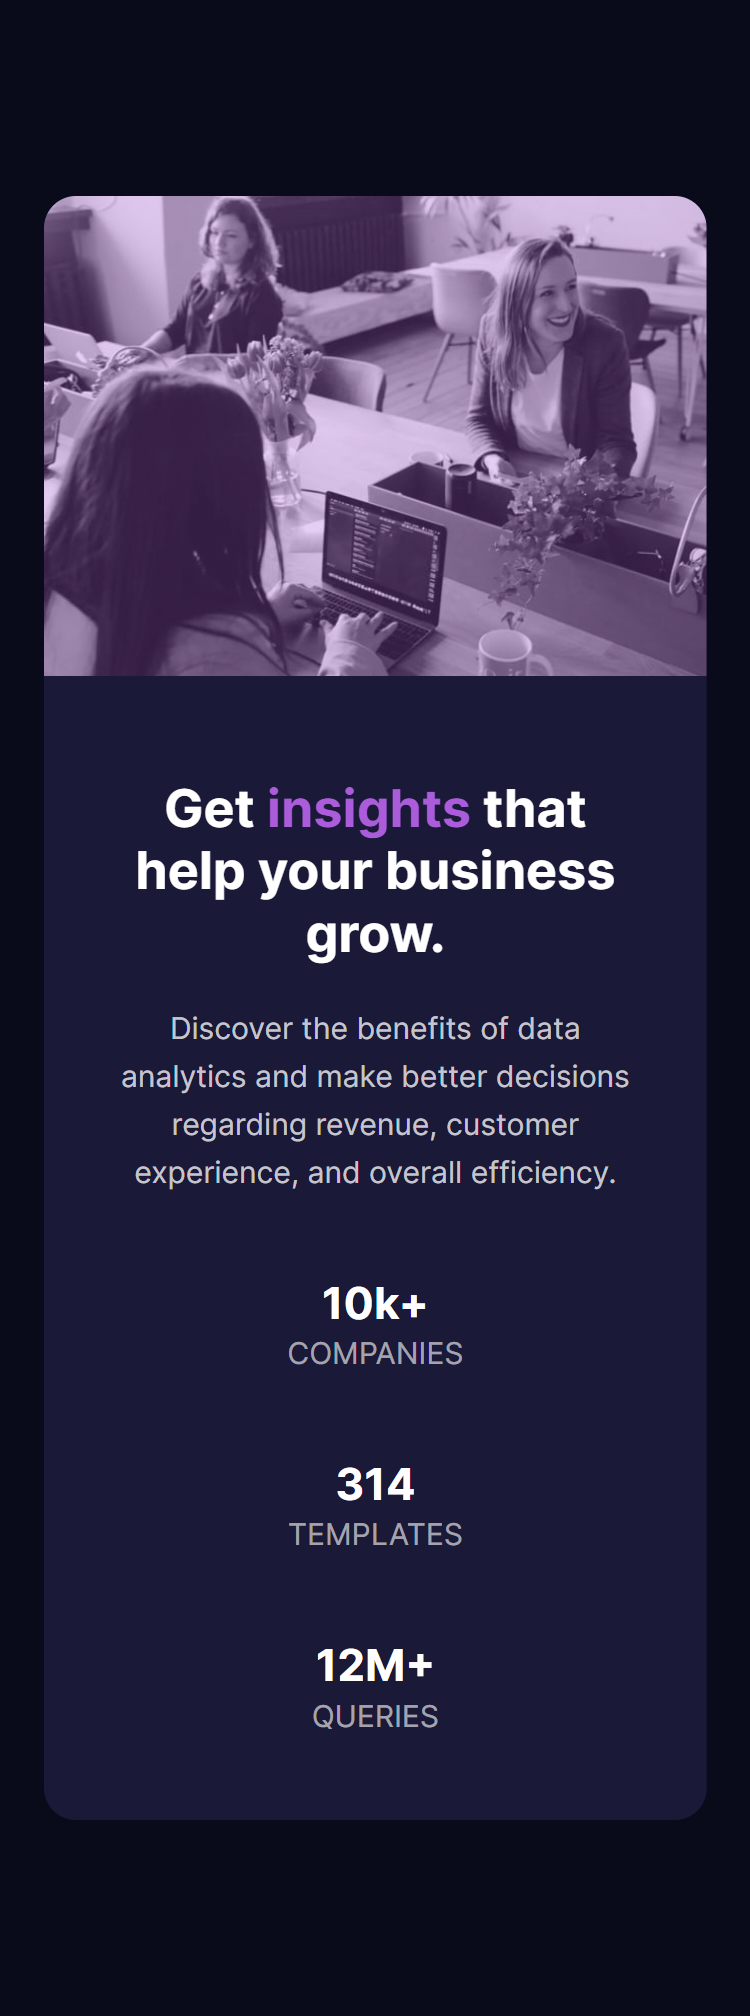 Get insights that
help your business
grow.
Discover the benefits of data
analytics and make better decisions
regarding revenue, customer
experience, and overall efficiency.
10k+
COMPANIES
314
TEMPLATES
12M+
QUERIES